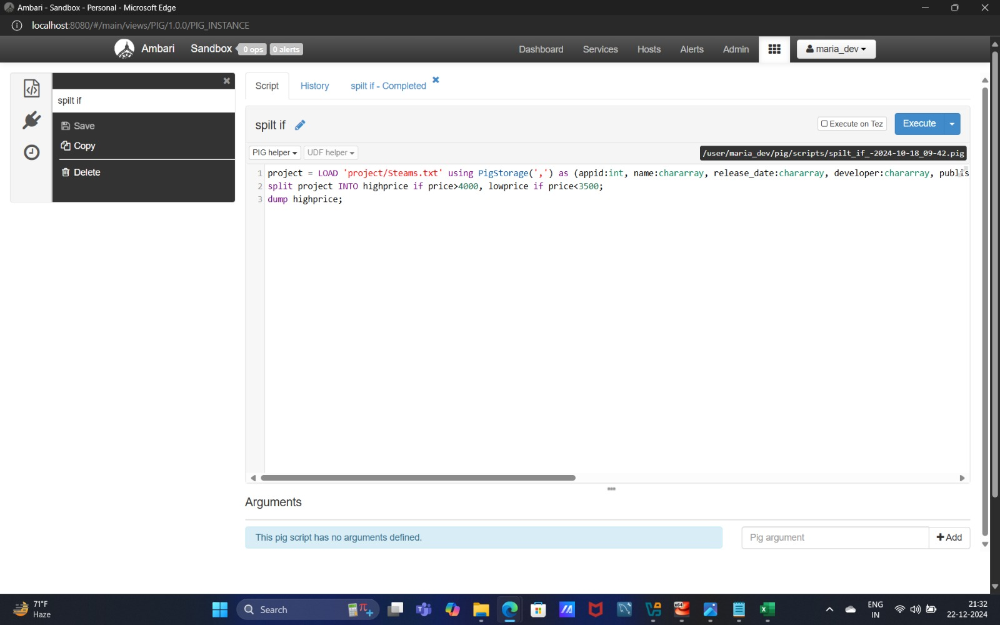 Ambari - Sandbox - Personal - Microsoft Edge
localhost:8080/#/main/views/PIG/1.0.0/PIG_INSTANCE
Ambari Sandbox 0 ops 0 alerts Dashboard Services Hosts Alerts Admin maria_dev
spilt if
Save
Copy
Delete
Script History spilt if - Completed
spilt if Execute on Tez Execute
PIG helper UDF helper /user/maria_dev/pig/scripts/spilt_if_-2024-10-18_09-42.pig
1 project = LOAD 'project/Steams.txt' using PigStorage(',') as (appid:int, name:chararray, release_date:chararray, developer:chararray, publis
2 split project INTO highprice if price>4000, lowprice if price<3500;
3 dump highprice;
Arguments
This pig script has no arguments defined.
Pig argument Add
71°F
Haze
Search
ENG
IN
21:32
22-12-2024